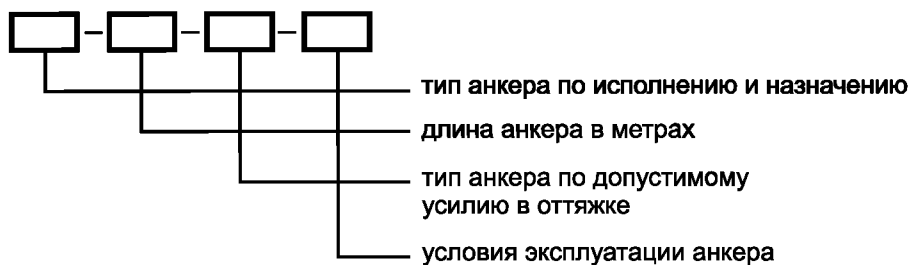 тип анкера по исполнению и назначению
длина анкера в метрах
тип анкера по допустимому
усилию в оттяжке
условия эксплуатации анкера